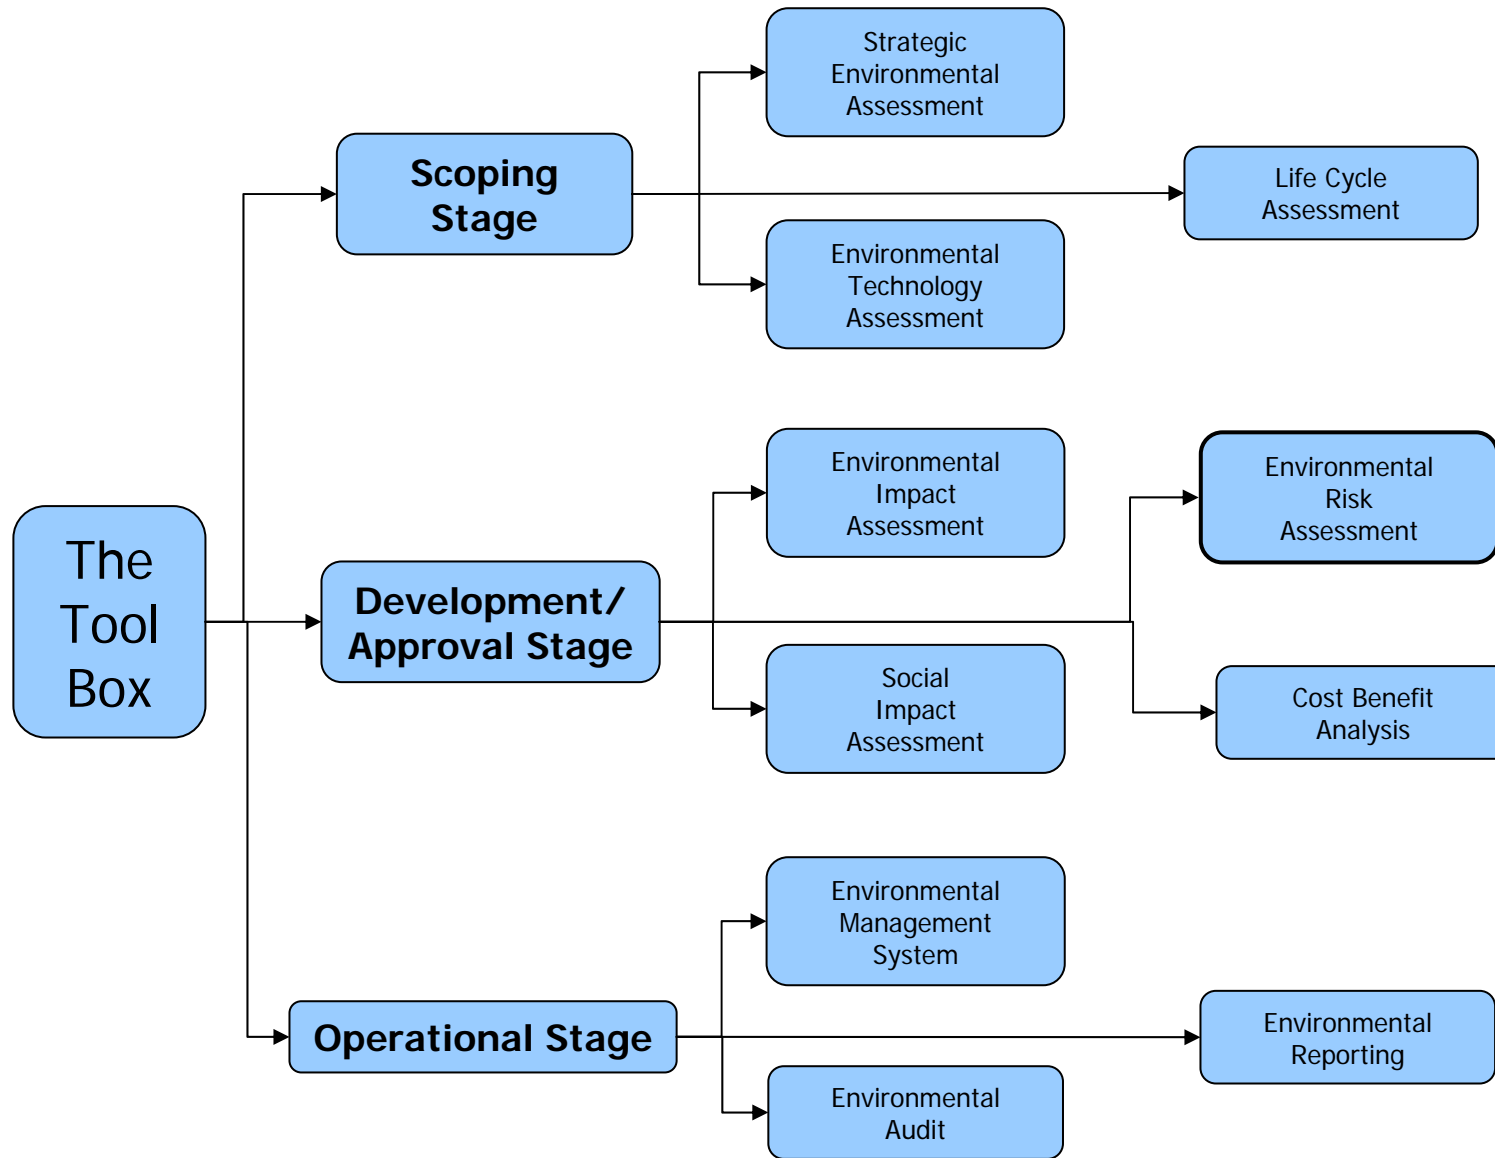 Strategic
Environmental
Assessment
Scoping
Stage
Life Cycle
Assessment
Environmental
Technology
Assessment
Environmental
Impact
Assessment
Environmental
Risk
Assessment
The
Tool
Box
Development/
Approval Stage
Social
Impact
Assessment
Cost Benefit
Analysis
Environmental
Management
System
Operational Stage
Environmental
Reporting
Environmental
Audit